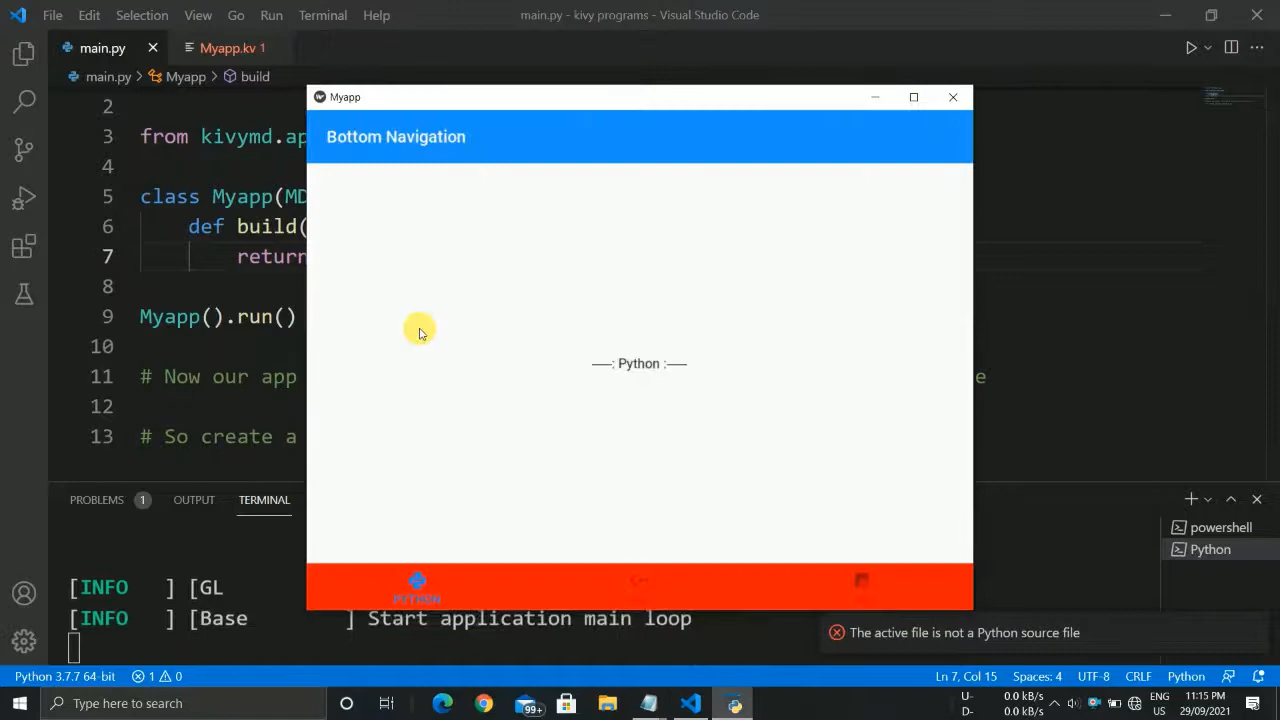 File Edit Selection View Go Run Terminal Help main.py - kivy programs - Visual Studio Code
main.py Myapp.kv 1
main.py > Myapp > build
Myapp
Bottom Navigation
2
3 from kivymd.ap
4
5 class Myapp(MD
6 def build(
7 return
8
9 Myapp().run()
10
11 # Now our app e
12
13 # So create a
——: Python :——
PYTHON
PROBLEMS 1 OUTPUT TERMINAL
powershell
Python
[INFO ] [GL
[INFO ] [Base ] Start application main loop
The active file is not a Python source file
Python 3.7.7 64-bit 1 0 Ln 7, Col 15 Spaces: 4 UTF-8 CRLF Python
Type here to search 99+ U- 0.0 kB/s ENG 11:15 PM
D- 0.0 kB/s US 29/09/2021